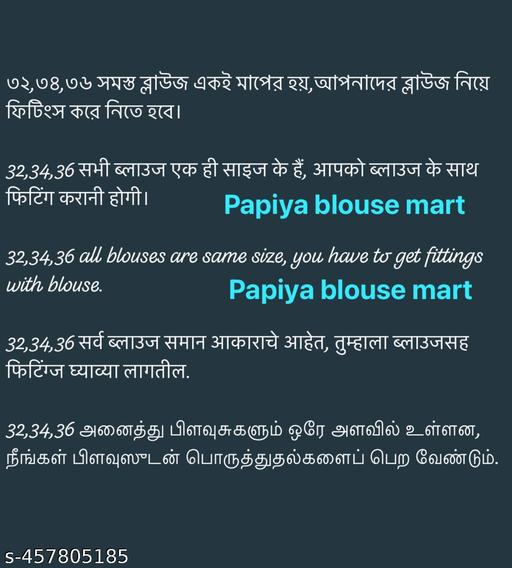 ৩২,৩৪,৩৬ সমস্ত ব্লাউজ একই মাপের হয়,আপনাদের ব্লাউজ নিয়ে
ফিটিংস করে নিতে হবে।
32,34,36 सभी ब्लाउज एक ही साइज के हैं, आपको ब्लाउज के साथ
फिटिंग करानी होगी।
Papiya blouse mart
32,34,36 all blouses are same size, you have to get fittings
with blouse.
Papiya blouse mart
32,34,36 सर्व ब्लाउज समान आकाराचे आहेत, तुम्हाला ब्लाउजसह
फिटिंग्ज घ्याव्या लागतील.
32,34,36 அனைத்து பிளவுசுகளும் ஒரே அளவில் உள்ளன,
நீங்கள் பிளவுஸுடன் பொருத்துதல்களைப் பெற வேண்டும்.
s-457805185